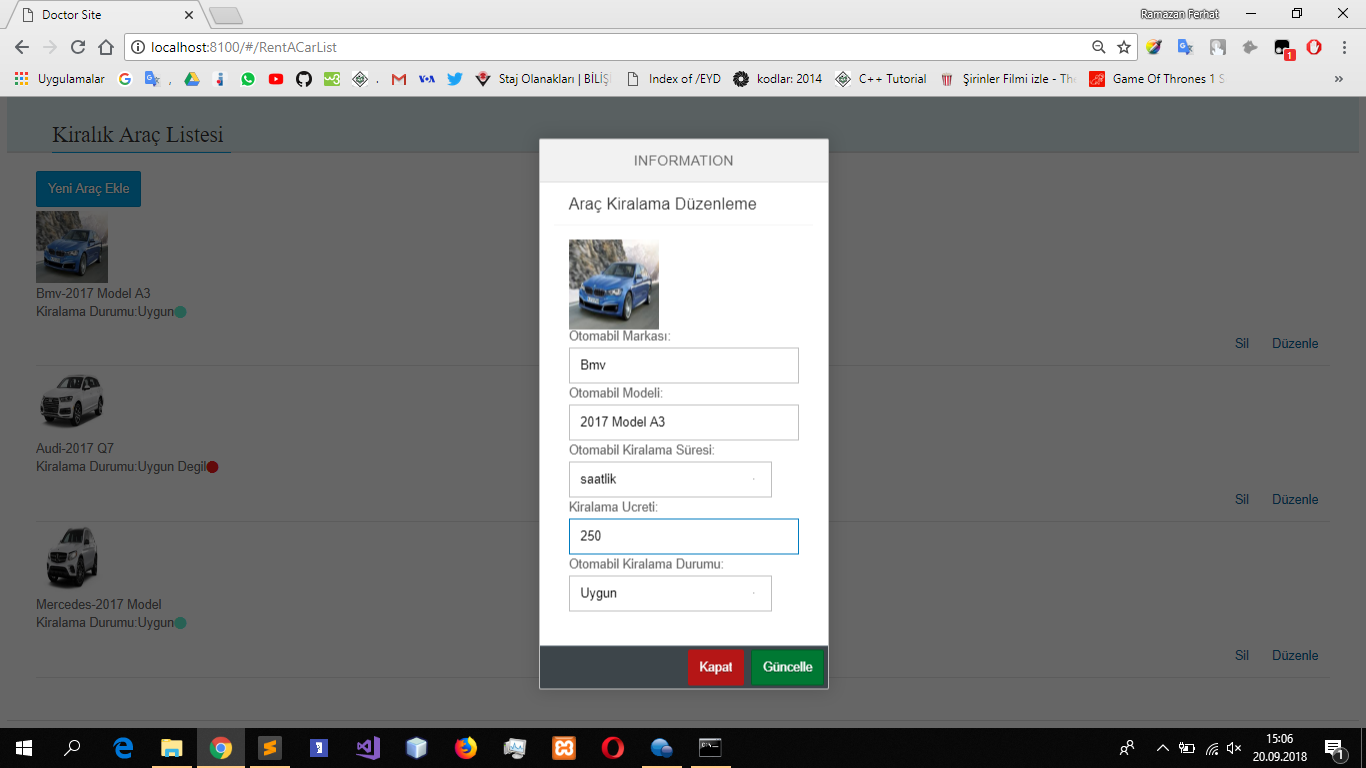 Doctor Site
Ramazan Ferhat
localhost:8100/#/RentACarList
Uygulamalar
Staj Olanakları | BİLİŞ
Index of /EYD
kodlar: 2014
C++ Tutorial
Şirinler Filmi izle - The
Game Of Thrones 1 S
Kiralık Araç Listesi
Yeni Araç Ekle
Bmv-2017 Model A3
Kiralama Durumu:Uygun
Sil Düzenle
Audi-2017 Q7
Kiralama Durumu:Uygun Degil
Sil Düzenle
Mercedes-2017 Model
Kiralama Durumu:Uygun
Sil Düzenle
INFORMATION
Araç Kiralama Düzenleme
Otomabil Markası:
Bmv
Otomabil Modeli:
2017 Model A3
Otomabil Kiralama Süresi:
saatlik
Kiralama Ucreti:
250
Otomabil Kiralama Durumu:
Uygun
Kapat Güncelle
15:06
20.09.2018